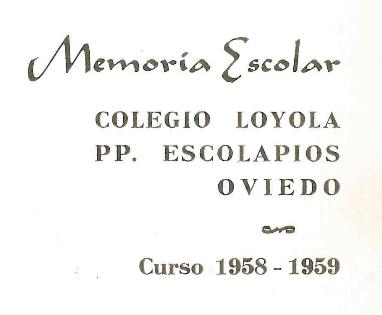 Memoria Escolar
COLEGIO LOYOLA
PP. ESCOLAPIOS
OVIEDO
Curso 1958 - 1959